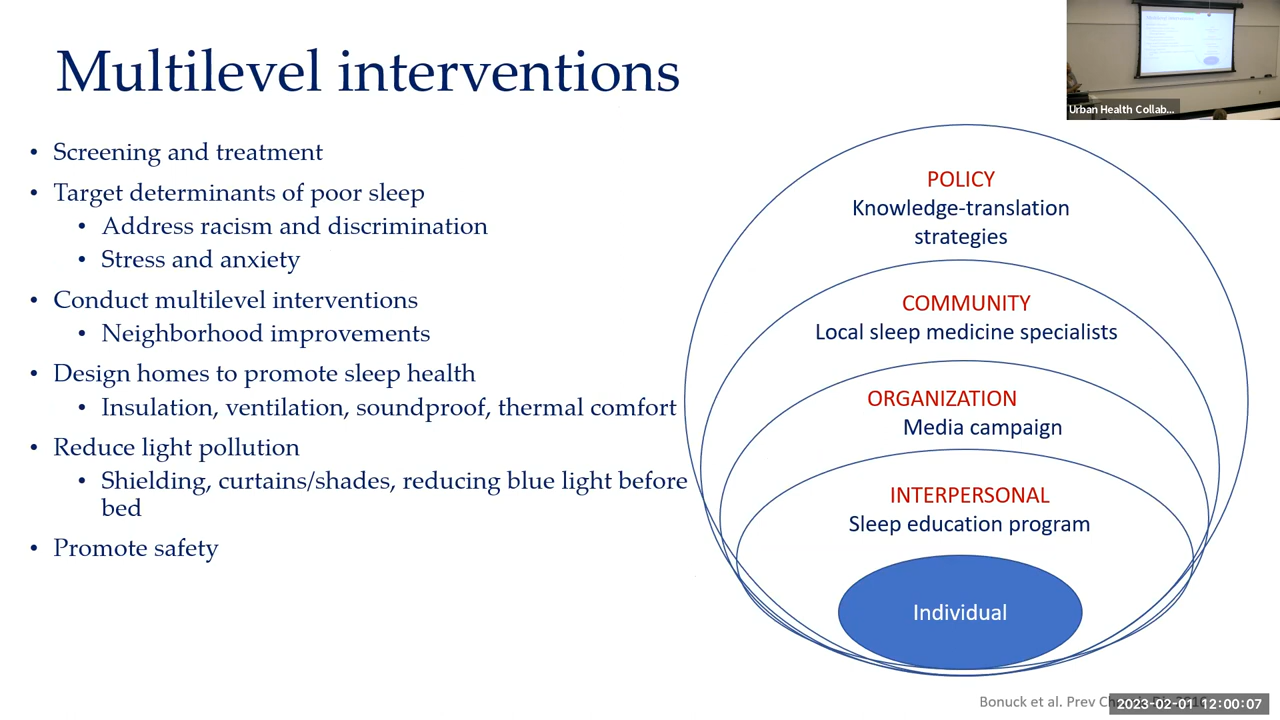 Multilevel interventions
Urban Health Collab...
• Screening and treatment
• Target determinants of poor sleep
• Address racism and discrimination
• Stress and anxiety
• Conduct multilevel interventions
• Neighborhood improvements
• Design homes to promote sleep health
• Insulation, ventilation, soundproof, thermal comfort
• Reduce light pollution
• Shielding, curtains/shades, reducing blue light before
bed
• Promote safety
POLICY
Knowledge-translation
strategies
COMMUNITY
Local sleep medicine specialists
ORGANIZATION
Media campaign
INTERPERSONAL
Sleep education program
Individual
Bonuck et al. Prev
2023-02-01 12:00:07